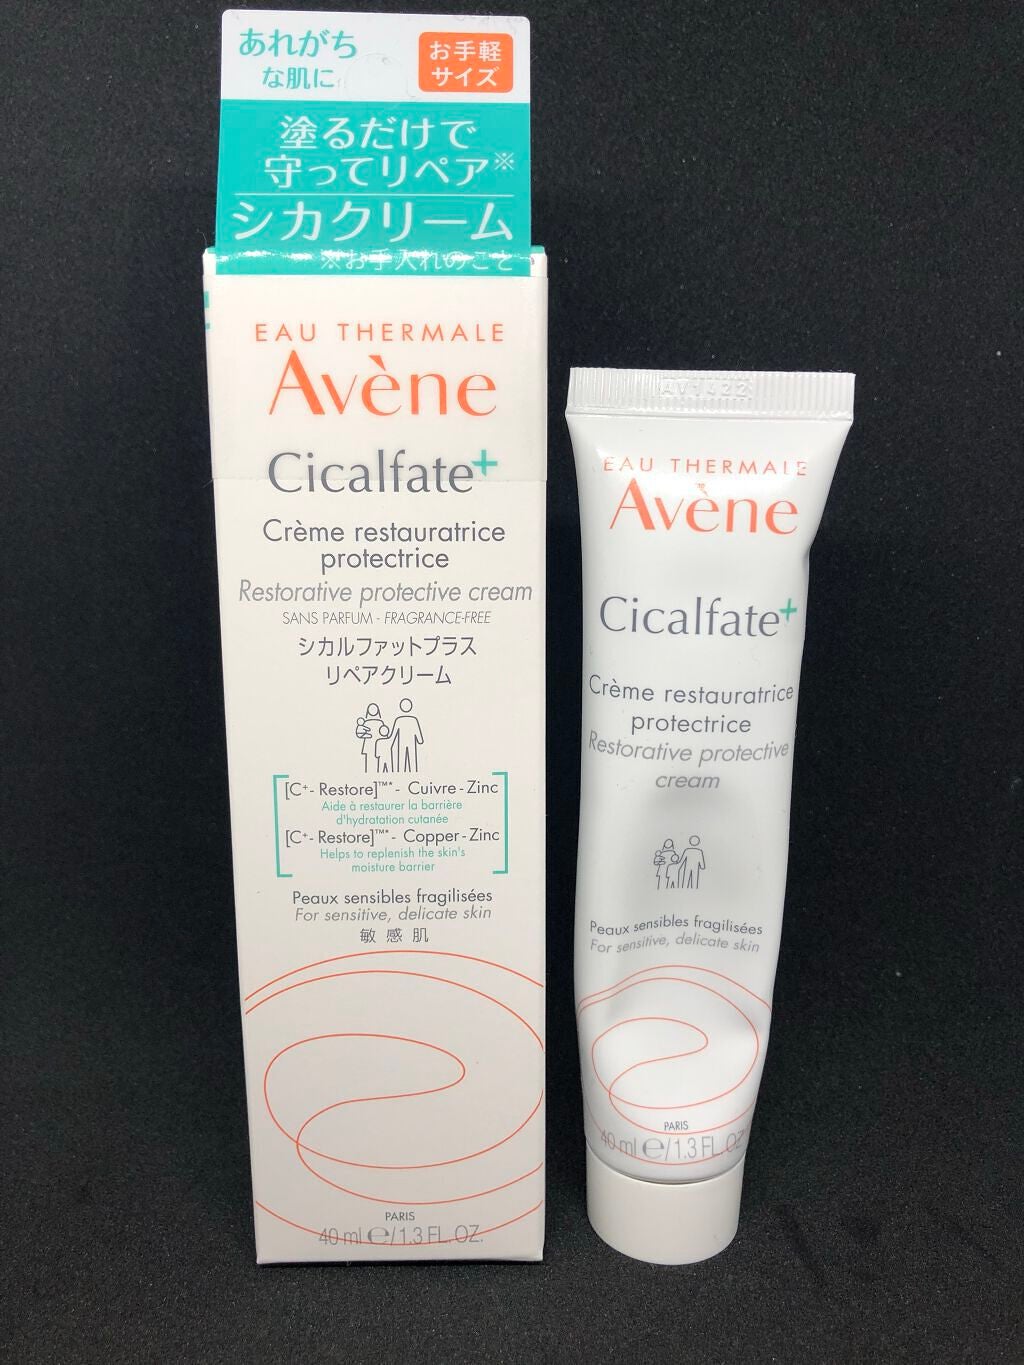 あれがち
な肌に
お手軽
サイズ
塗るだけで
守ってリペア※
シカクリーム
※お手入れのこと
EAU THERMALE
Avène
Cicalfate+
Crème restauratrice
protectrice
Restorative protective cream
SANS PARFUM - FRAGRANCE-FREE
シカルファットプラス
リペアクリーム
[C+- Restore]™*- Cuivre - Zinc
Aide à restaurer la barrière
d'hydratation cutanée
[C+- Restore]™*- Copper - Zinc
Helps to replenish the skin's
moisture barrier
Peaux sensibles fragilisées
For sensitive, delicate skin
敏感肌
PARIS
40 ml ℮/1.3 FL. OZ.
EAU THERMALE
Avène
Cicalfate+
Crème restauratrice
protectrice
Restorative protective
cream
Peaux sensibles fragilisées
For sensitive, delicate skin
PARIS
40 ml ℮/1.3 FL. OZ